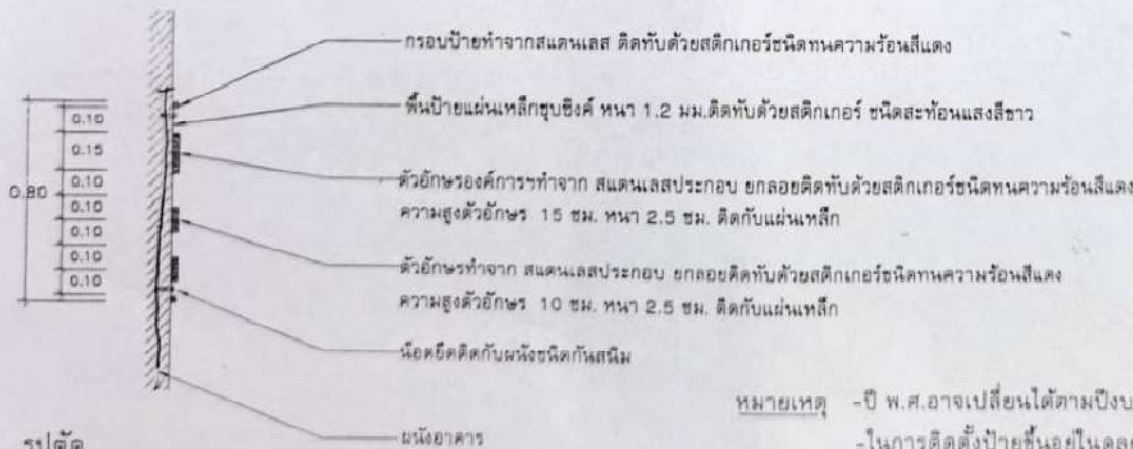 กรอบป้ายทำจากสแตนเลส ติดทับด้วยสติกเกอร์ชนิดทนความร้อนสีแดง
พื้นป้ายแผ่นเหล็กชุบซิงค์ หนา 1.2 มม.ติดทับด้วยสติกเกอร์ ชนิดสะท้อนแสงสีขาว
ตัวอักษรองค์การฯทำจาก สแตนเลสประกอบ ยกลอยติดทับด้วยสติกเกอร์ชนิดทนความร้อนสีแดง
ความสูงตัวอักษร 15 ซม. หนา 2.5 ซม. ติดกับแผ่นเหล็ก
ตัวอักษรทำจาก สแตนเลสประกอบ ยกลอยติดทับด้วยสติกเกอร์ชนิดทนความร้อนสีแดง
ความสูงตัวอักษร 10 ซม. หนา 2.5 ซม. ติดกับแผ่นเหล็ก
น็อตยึดติดกับผนังชนิดกันสนิม
ผนังอาคาร
0.80
0.10
0.15
0.10
0.10
0.10
0.10
0.10
หมายเหตุ -ปี พ.ศ.อาจเปลี่ยนได้ตามปีงบ
-ในการติดตั้งป้ายขึ้นอยู่ในดุลย
รูปตัด